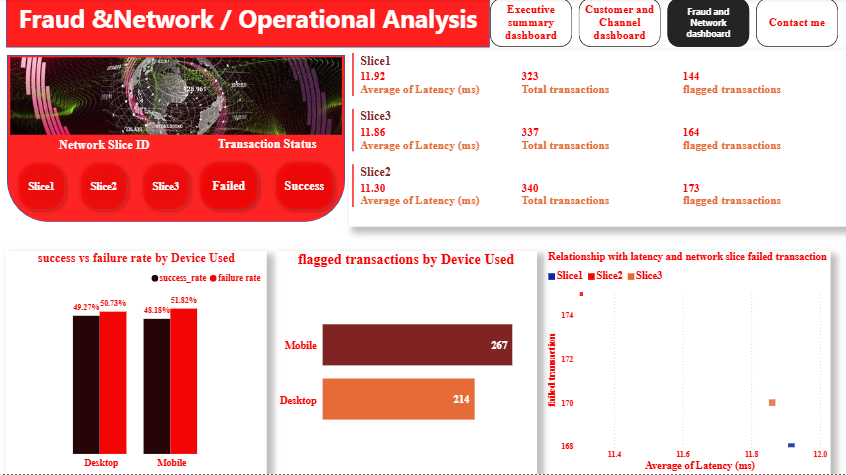 Fraud &Network / Operational Analysis
Executive
summary
dashboard
Customer and
Channel
dashboard
Fraud and
Network
dashboard
Contact me
Network Slice ID
Transaction Status
Slice1
Slice2
Slice3
Failed
Success
Slice1
11.92
323
144
Average of Latency (ms)
Total transactions
flagged transactions
Slice3
11.86
337
164
Average of Latency (ms)
Total transactions
flagged transactions
Slice2
11.30
340
173
Average of Latency (ms)
Total transactions
flagged transactions
success vs failure rate by Device Used
success_rate
failure rate
49.27%
50.73%
48.18%
51.82%
Desktop
Mobile
flagged transactions by Device Used
Mobile
267
Desktop
214
Relationship with latency and network slice failed transaction
Slice1
Slice2
Slice3
failed transaction
174
172
170
168
11.4
11.6
11.8
12.0
Average of Latency (ms)